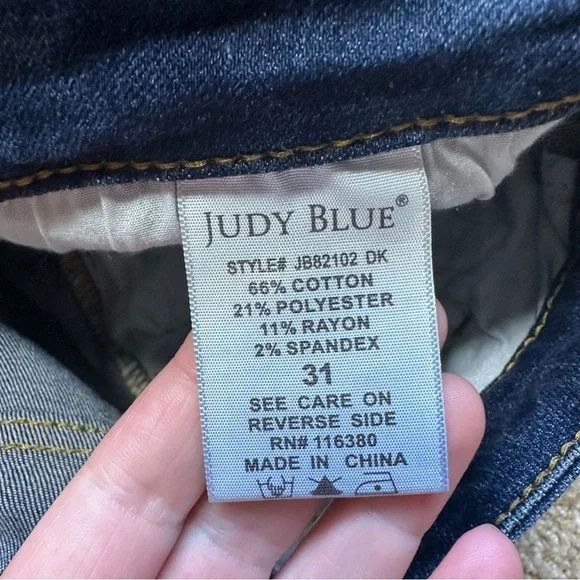 JUDY BLUE®
STYLE# JB82102 DK
66% COTTON
21% POLYESTER
11% RAYON
2% SPANDEX
31
SEE CARE ON
REVERSE SIDE
RN# 116380
MADE IN CHINA